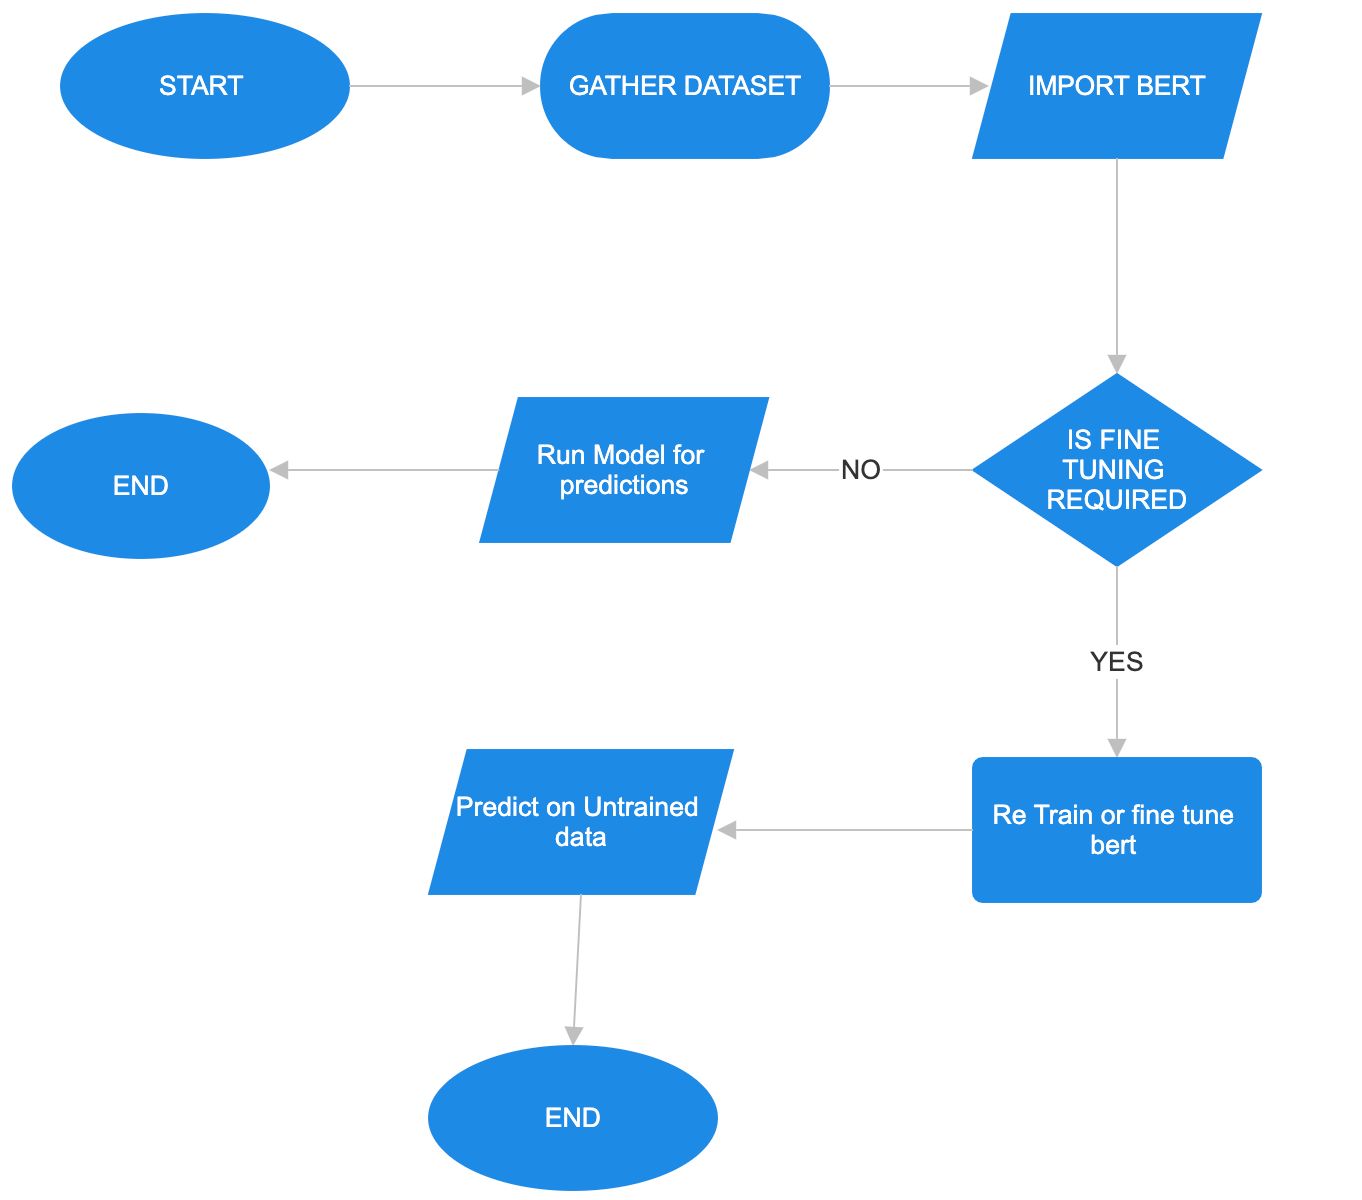 START
GATHER DATASET
IMPORT BERT
IS FINE
TUNING
REQUIRED
NO
Run Model for
predictions
END
YES
Re Train or fine tune
bert
Predict on Untrained
data
END